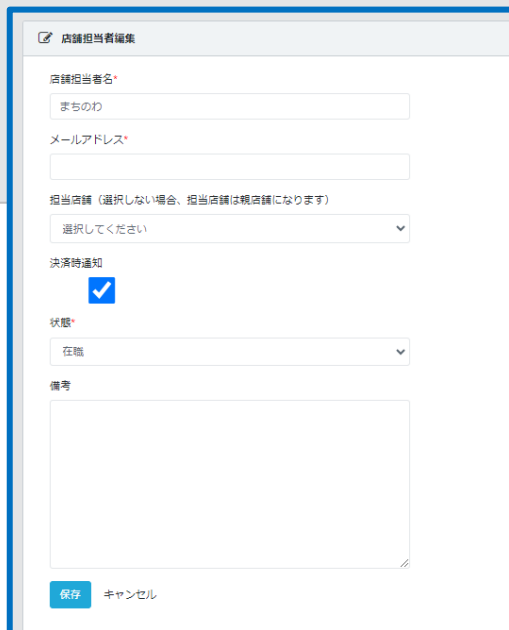 店舗担当者編集
店舗担当者名*
まちのわ
メールアドレス*
担当店舗（選択しない場合、担当店舗は親店舗になります）
選択してください
決済時通知
状態*
在職
備考
保存 キャンセル